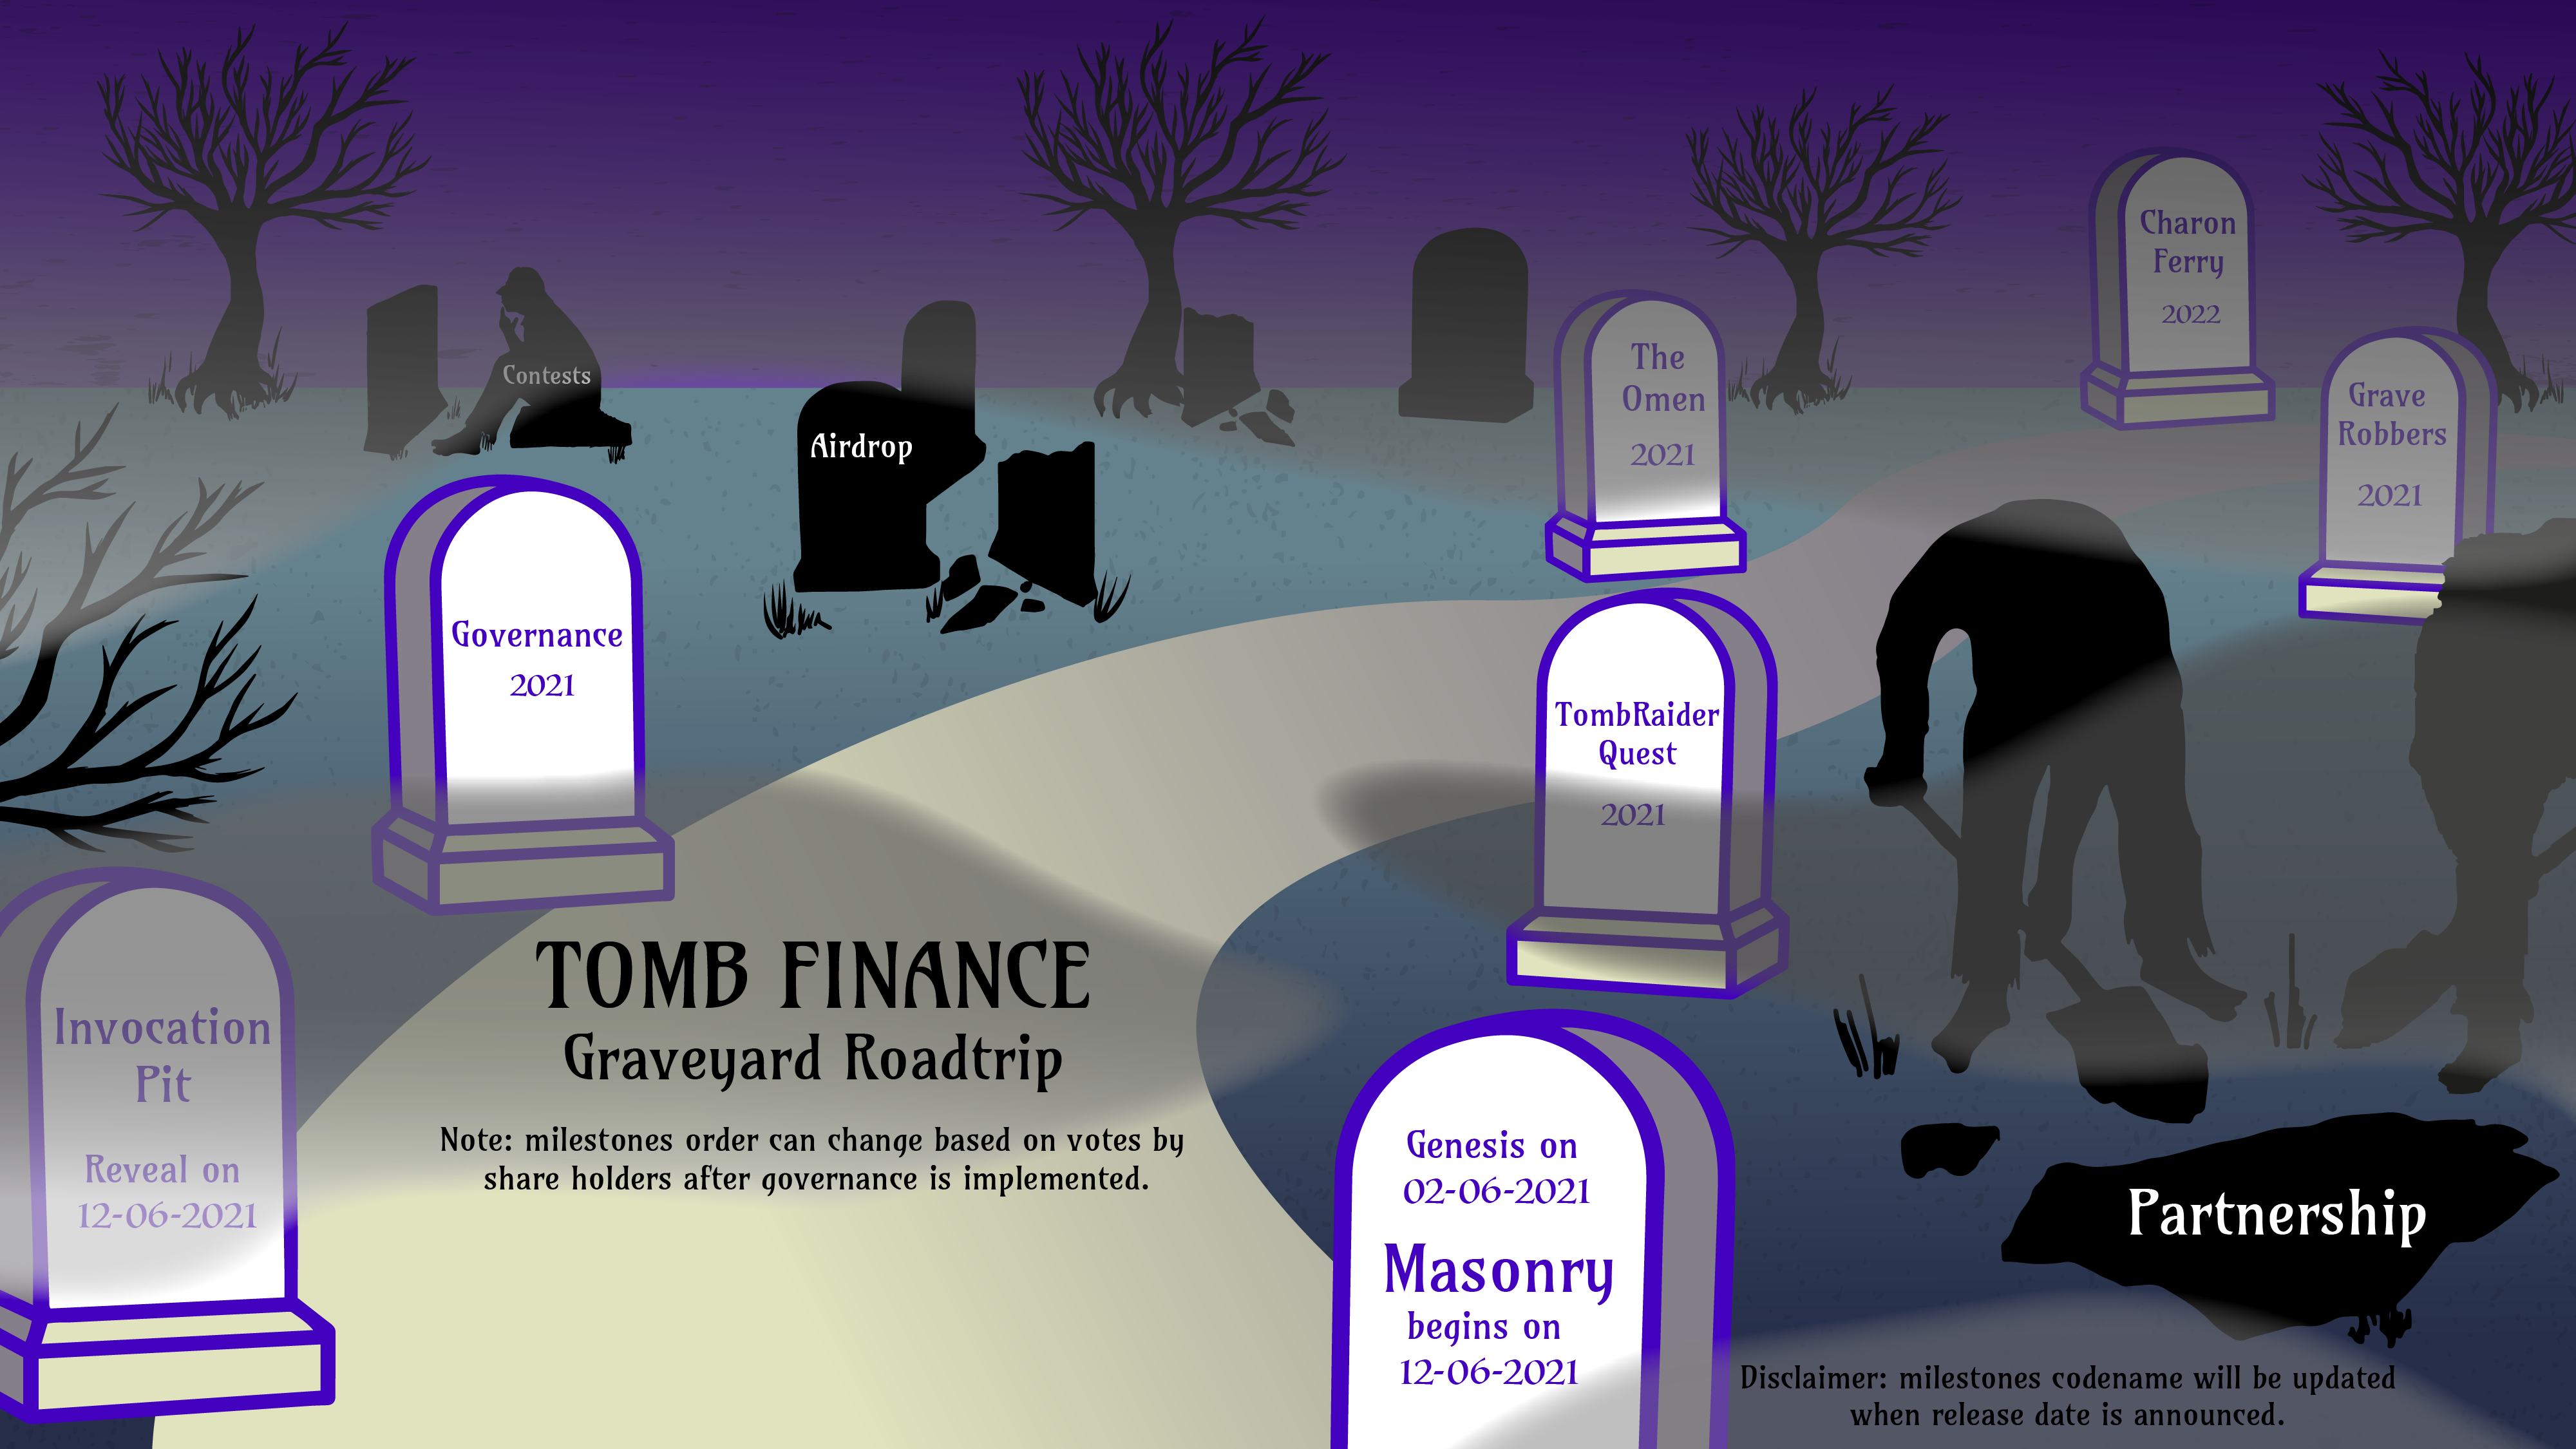 Charon
Ferry
2022
The
Omen
2021
Contests
Grave
Robbers
2021
Airdrop
Governance
2021
TombRaider
Quest
2021
TOMB FINANCE
Graveyard Roadtrip
Note: milestones order can change based on votes by
share holders after governance is implemented.
Invocation
Pit
Reveal on
12-06-2021
Genesis on
02-06-2021
Masonry
begins on
12-06-2021
Partnership
Disclaimer: milestones codename will be updated
when release date is announced.